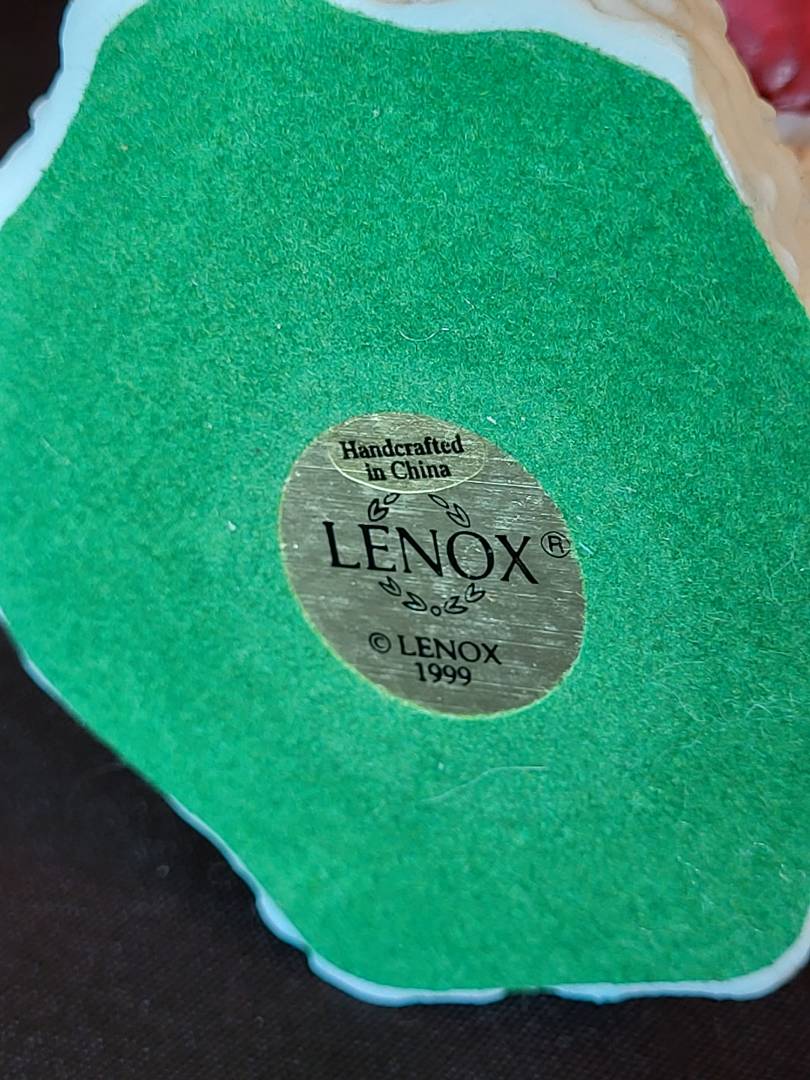 Handcrafted
in China
LENOX®
© LENOX
1999